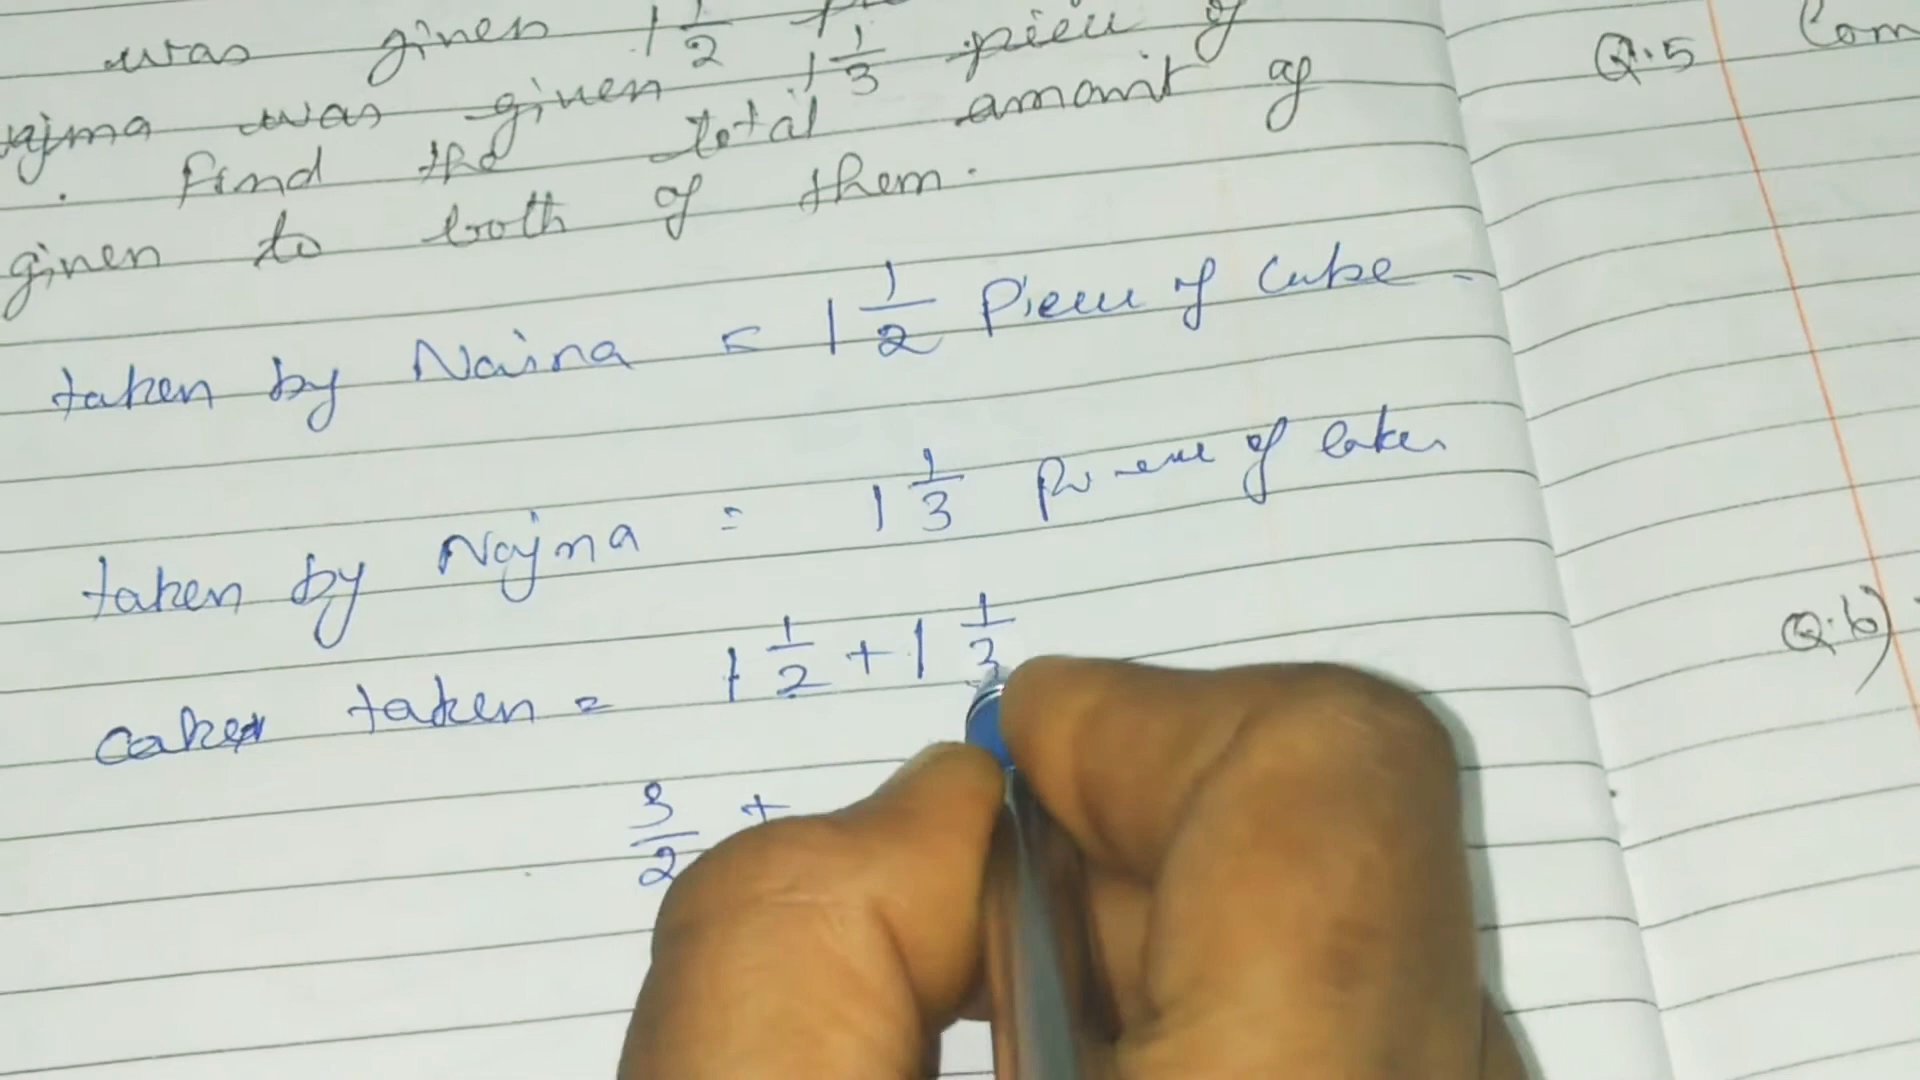 was given 1 1/2
was given 1 1/3 piece of
. Find the total amount of
given to both of them.
taken by Naina = 1 1/2 Piece of Cake -
taken by Najma = 1 1/3 Piece of cake
cake taken = 1 1/2 + 1 1/3
3/2 +
Q.5 Com
Q.6)